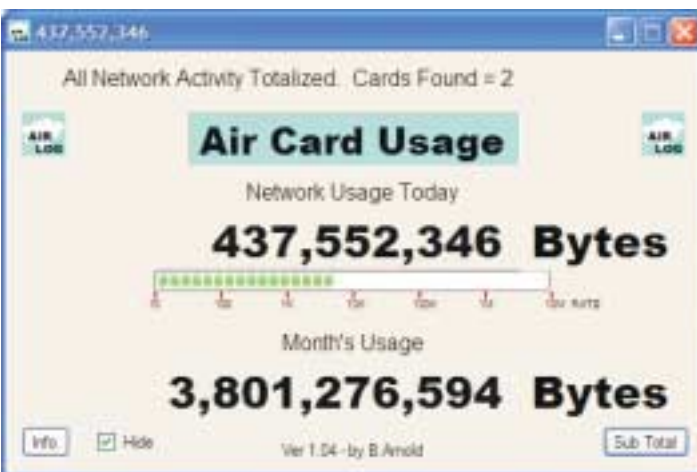 437,552,346
All Network Activity Totalized. Cards Found = 2
AIR LOG
Air Card Usage
AIR LOG
Network Usage Today
437,552,346 Bytes
RATE
Month's Usage
3,801,276,594 Bytes
Info
Hide
Ver 1.04 - by B Arnold
Sub Total